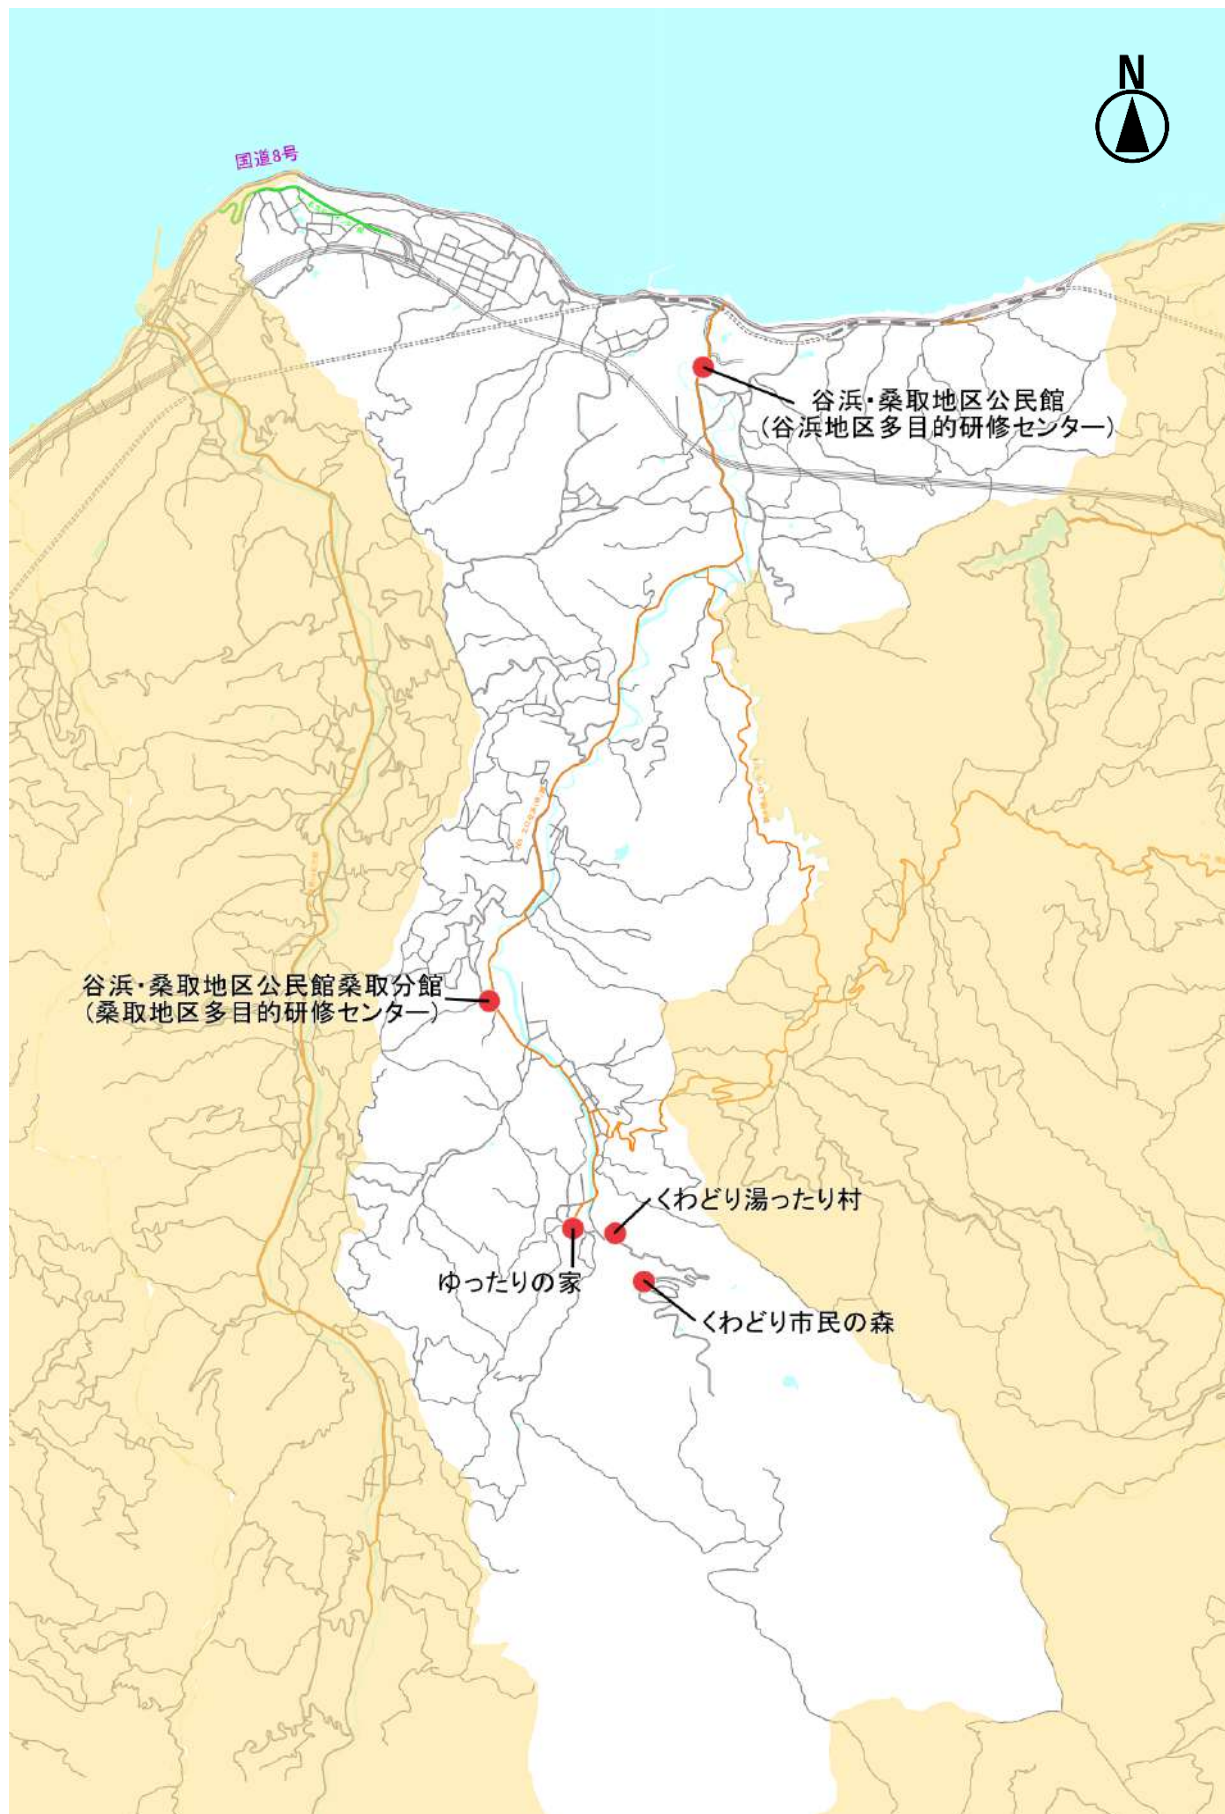 N
国道8号
谷浜・桑取地区公民館
(谷浜地区多目的研修センター)
谷浜・桑取地区公民館桑取分館
(桑取地区多目的研修センター)
くわどり湯ったり村
ゆったりの家
くわどり市民の森